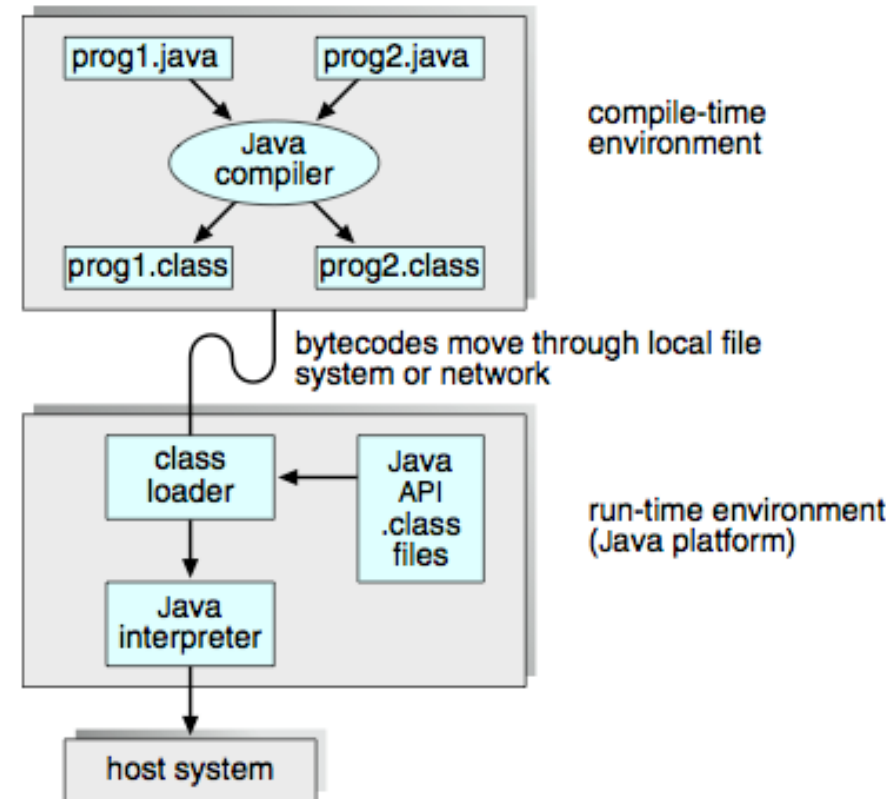 prog1.java
prog2.java
Java
compiler
prog1.class
prog2.class
compile-time
environment
bytecodes move through local file
system or network
class
loader
Java
API
.class
files
Java
interpreter
run-time environment
(Java platform)
host system